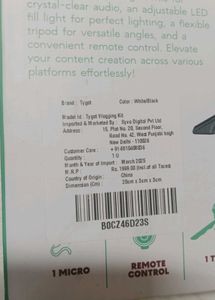 crystal-clear audio, an adjustable LED
fill light for perfect lighting, a flexible
tripod for versatile angles, and a
convenient remote control. Elevate
your content creation across various
platforms effortlessly!
Brand : Tygot Color : White/Black
Model Id : Tygot Vlogging Kit
Imported & Marketed By : Ilyvo Digital Pvt Ltd
Address : 15, Plot No. 20, Second Floor,
Road No. 42, West Punjabi bagh
New Delhi - 110026
Customer Care :
Quantity : 1 U
Month & Year of Import : March 2025
M.R.P. : Rs. 1999.00 (Incl of all Taxes)
Country of Origin : China
Dimension (Cm) : 20cm x 5cm x 5cm
B0CZ46D23S
1 MICRO
REMOTE
CONTROL
1 T